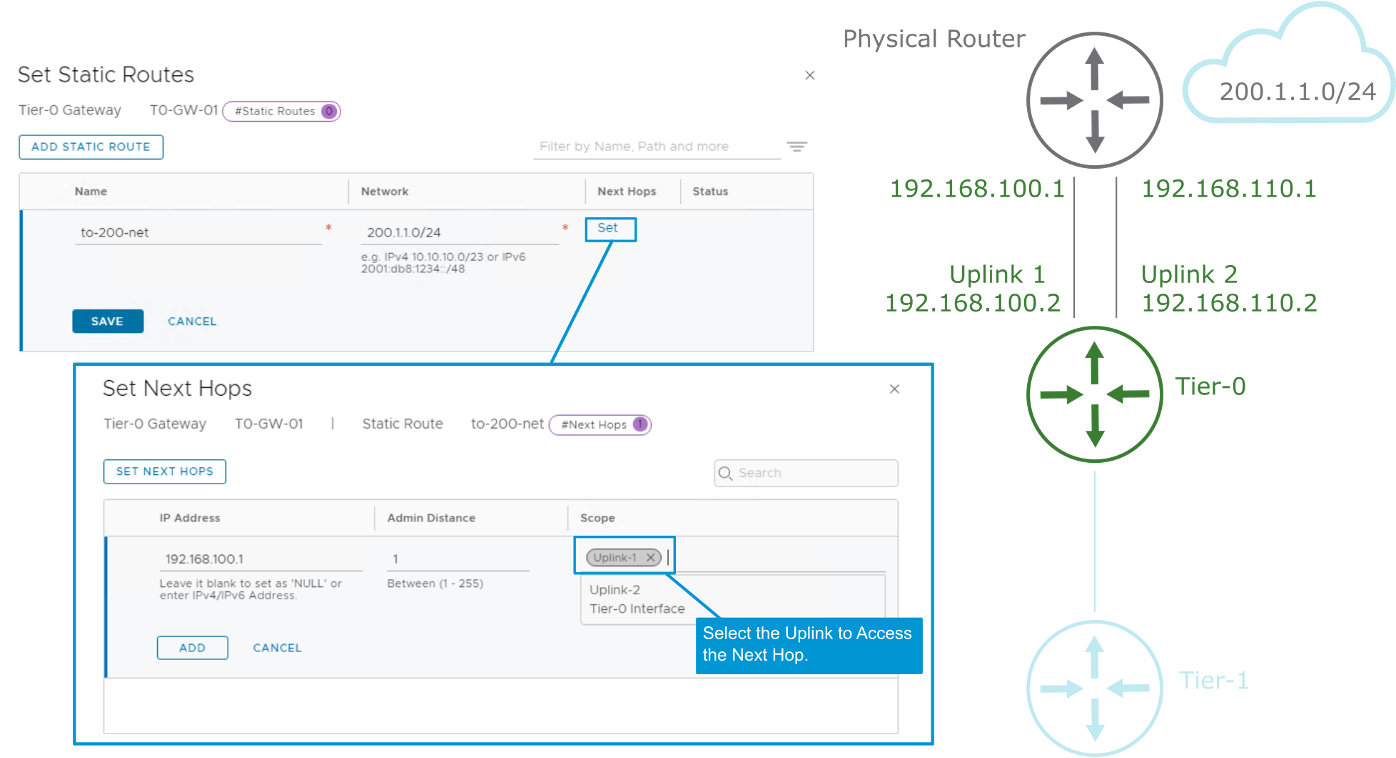 Set Static Routes
Tier-0 Gateway T0-GW-01 #Static Routes 0
ADD STATIC ROUTE
Filter by Name, Path and more
Name Network Next Hops Status
to-200-net * 200.1.1.0/24 * Set
e.g. IPv4 10.10.10.0/23 or IPv6
2001:db8:1234::/48
SAVE CANCEL
Set Next Hops
Tier-0 Gateway T0-GW-01 | Static Route to-200-net #Next Hops 1
SET NEXT HOPS
Search
IP Address Admin Distance Scope
192.168.100.1 1 Uplink-1
Leave it blank to set as 'NULL' or
enter IPv4/IPv6 Address.
Between (1 - 255)
Uplink-2
Tier-0 Interface
ADD CANCEL
Select the Uplink to Access
the Next Hop.
Physical Router
200.1.1.0/24
192.168.100.1 192.168.110.1
Uplink 1 Uplink 2
192.168.100.2 192.168.110.2
Tier-0
Tier-1